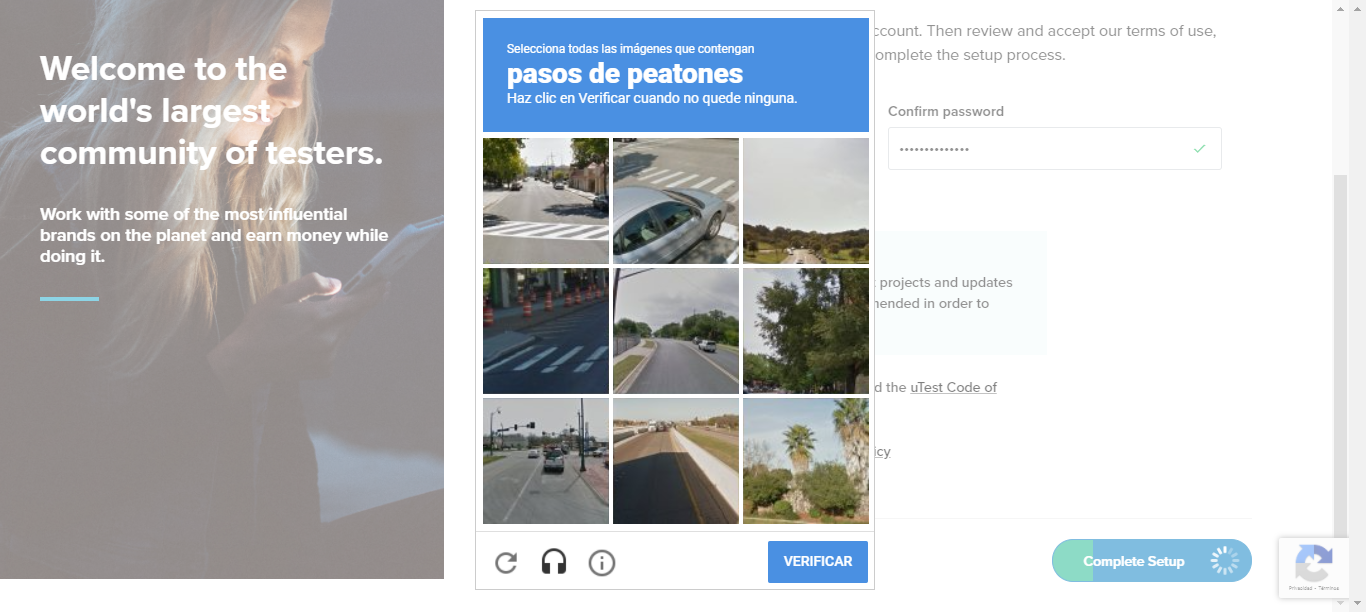 Welcome to the
world's largest
community of testers.
Work with some of the most influential
brands on the planet and earn money while
doing it.
Selecciona todas las imágenes que contengan
pasos de peatones
Haz clic en Verificar cuando no quede ninguna.
VERIFICAR
ccount. Then review and accept our terms of use,
omplete the setup process.
Confirm password
projects and updates
nended in order to
d the uTest Code of
icy
Complete Setup
Privacidad - Términos